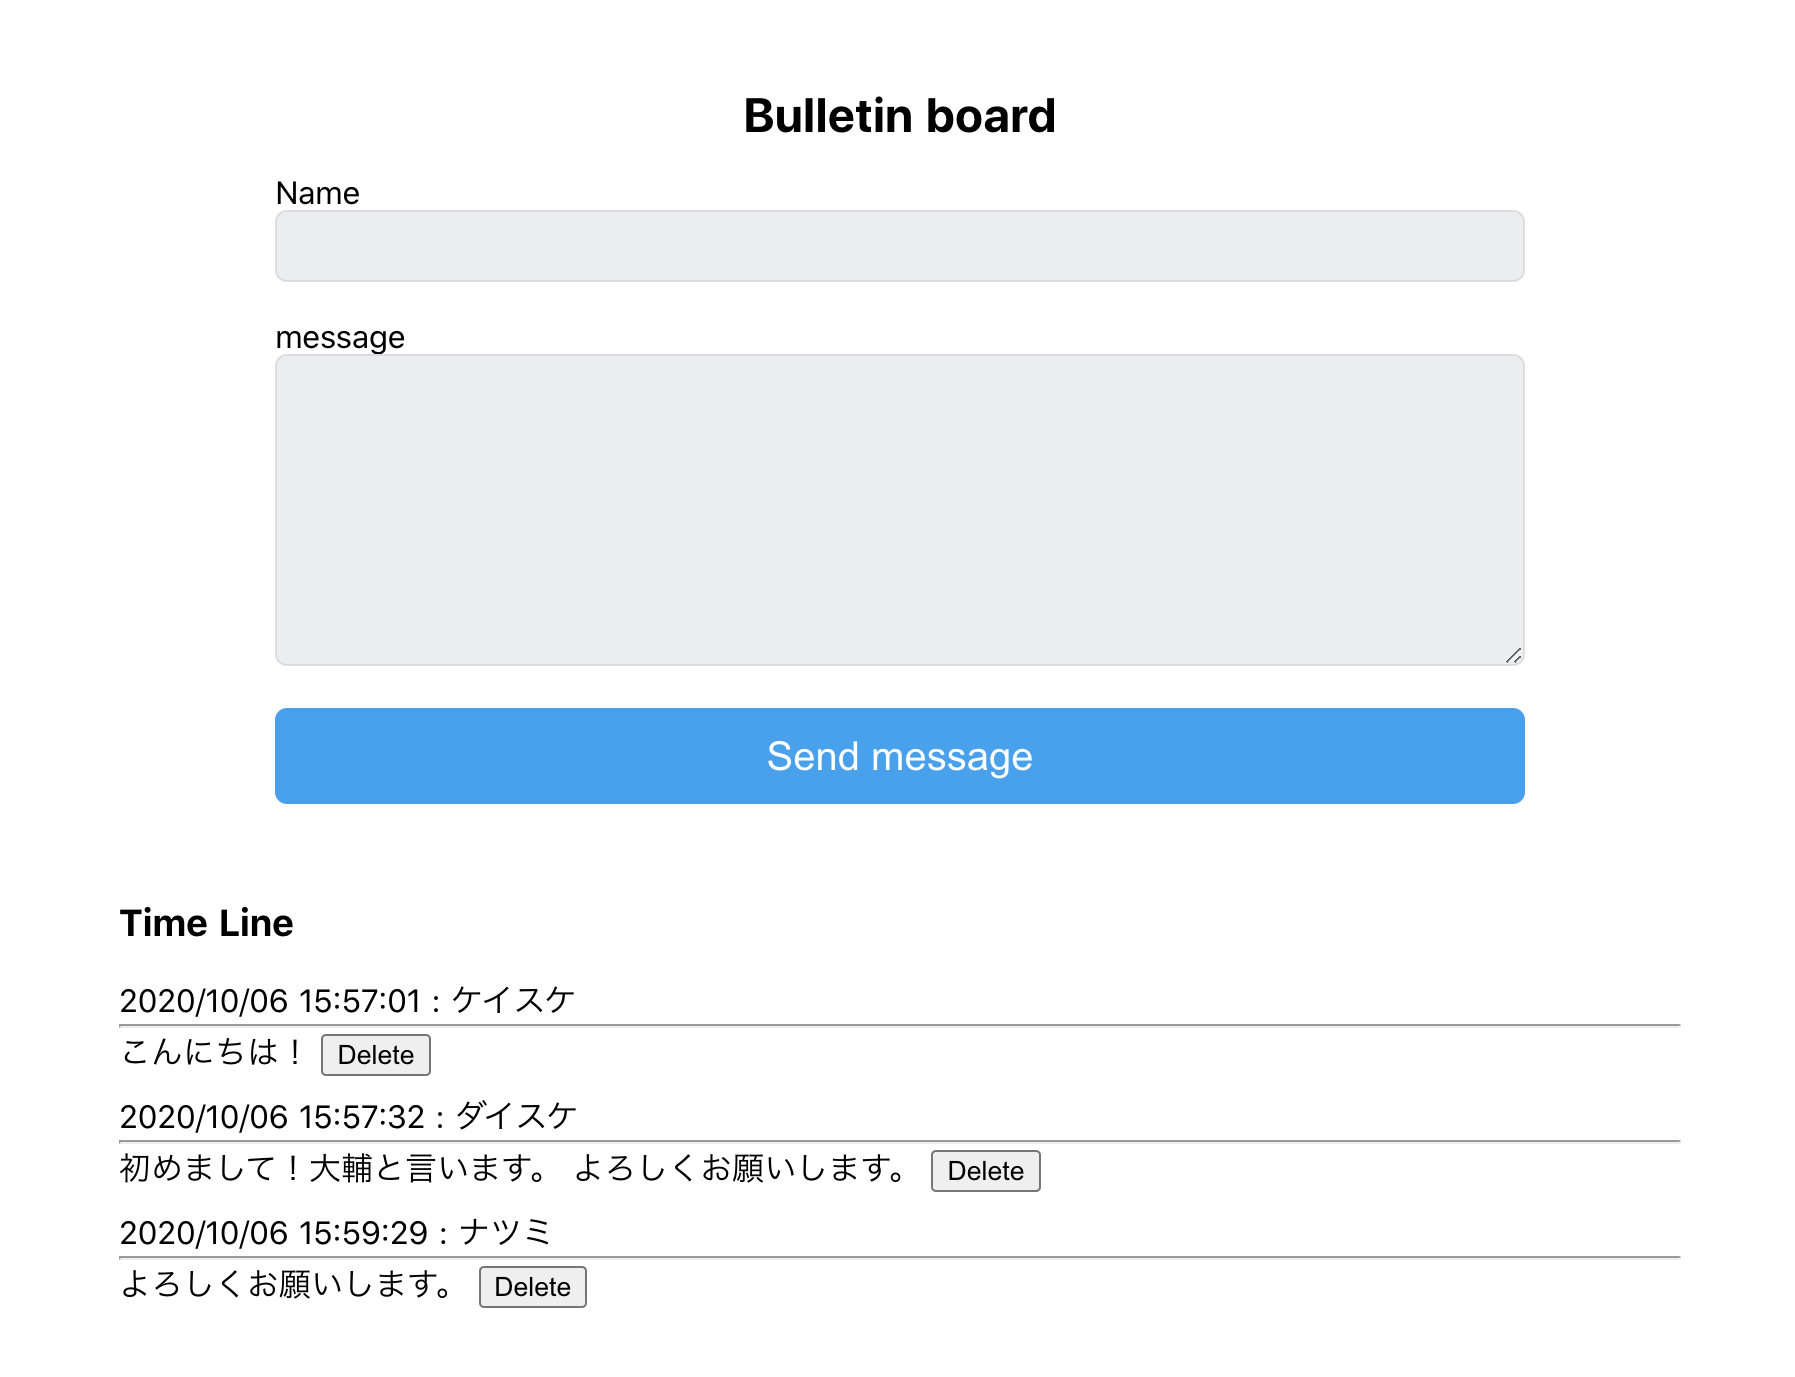 Bulletin board
Name
message
Send message
Time Line
2020/10/06 15:57:01 : ケイスケ
こんにちは！ Delete
2020/10/06 15:57:32 : ダイスケ
初めまして！大輔と言います。 よろしくお願いします。 Delete
2020/10/06 15:59:29 : ナツミ
よろしくお願いします。 Delete